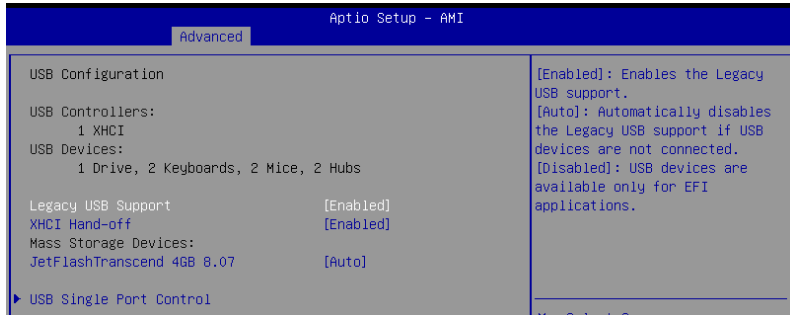 Aptio Setup – AMI
Advanced
USB Configuration
USB Controllers:
1 XHCI
USB Devices:
1 Drive, 2 Keyboards, 2 Mice, 2 Hubs
Legacy USB Support [Enabled]
XHCI Hand-off [Enabled]
Mass Storage Devices:
JetFlashTranscend 4GB 8.07 [Auto]
USB Single Port Control
[Enabled]: Enables the Legacy
USB support.
[Auto]: Automatically disables
the Legacy USB support if USB
devices are not connected.
[Disabled]: USB devices are
available only for EFI
applications.